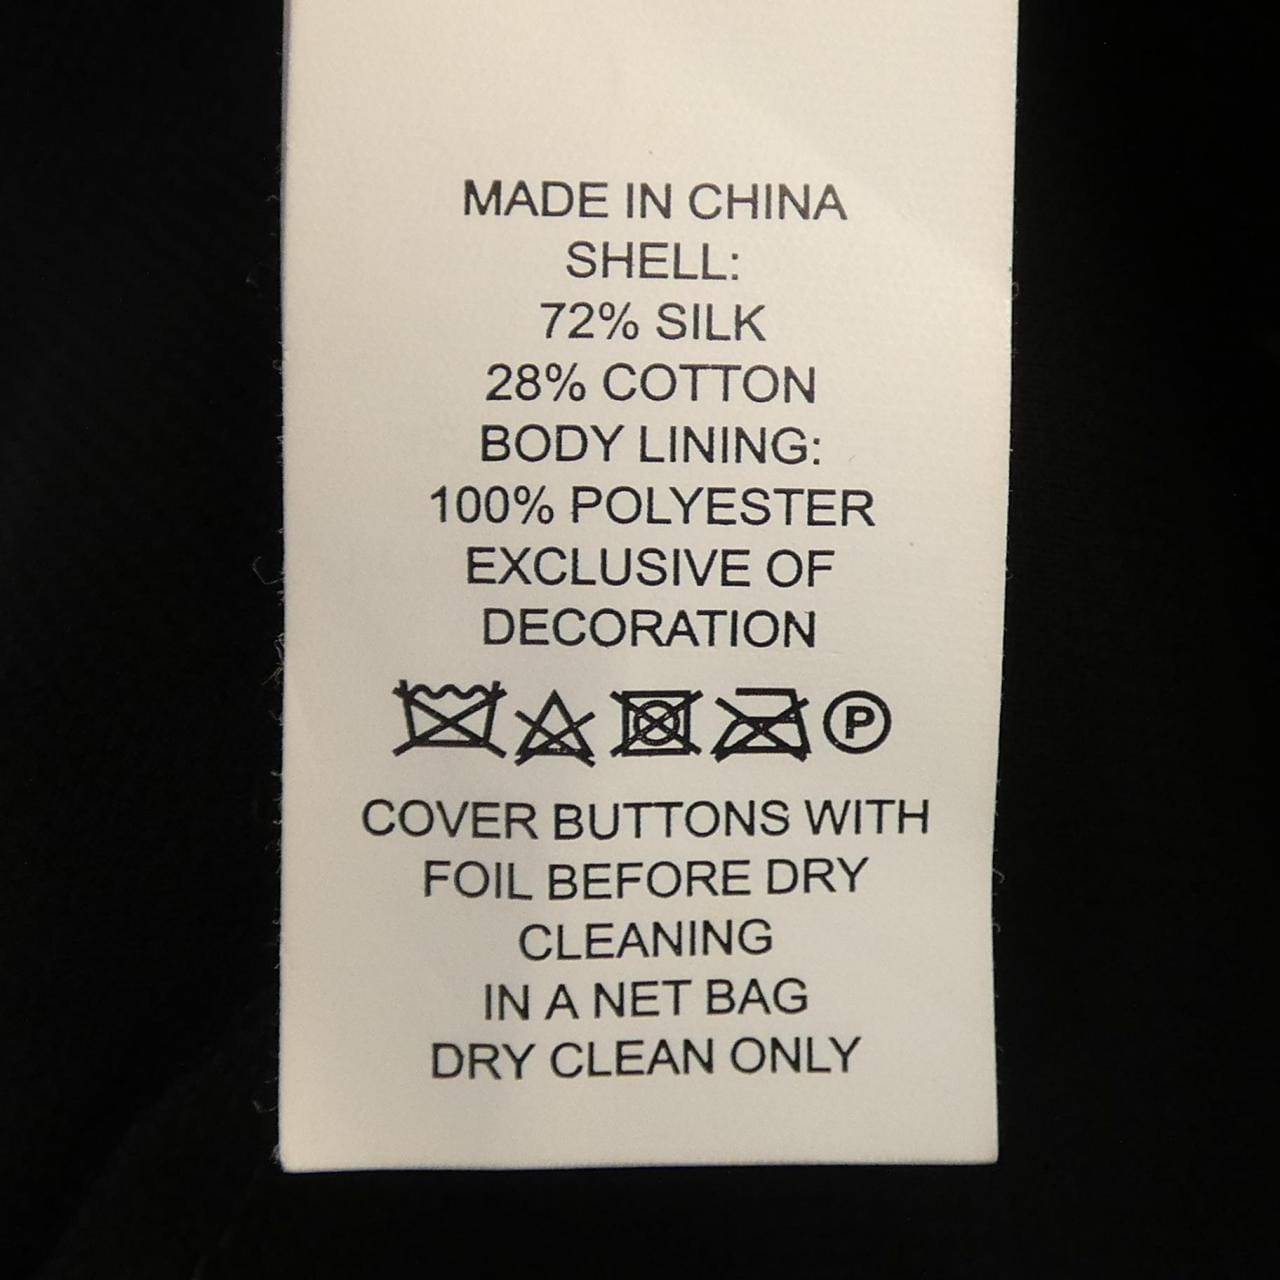 MADE IN CHINA
SHELL:
72% SILK
28% COTTON
BODY LINING:
100% POLYESTER
EXCLUSIVE OF
DECORATION
P
COVER BUTTONS WITH
FOIL BEFORE DRY
CLEANING
IN A NET BAG
DRY CLEAN ONLY